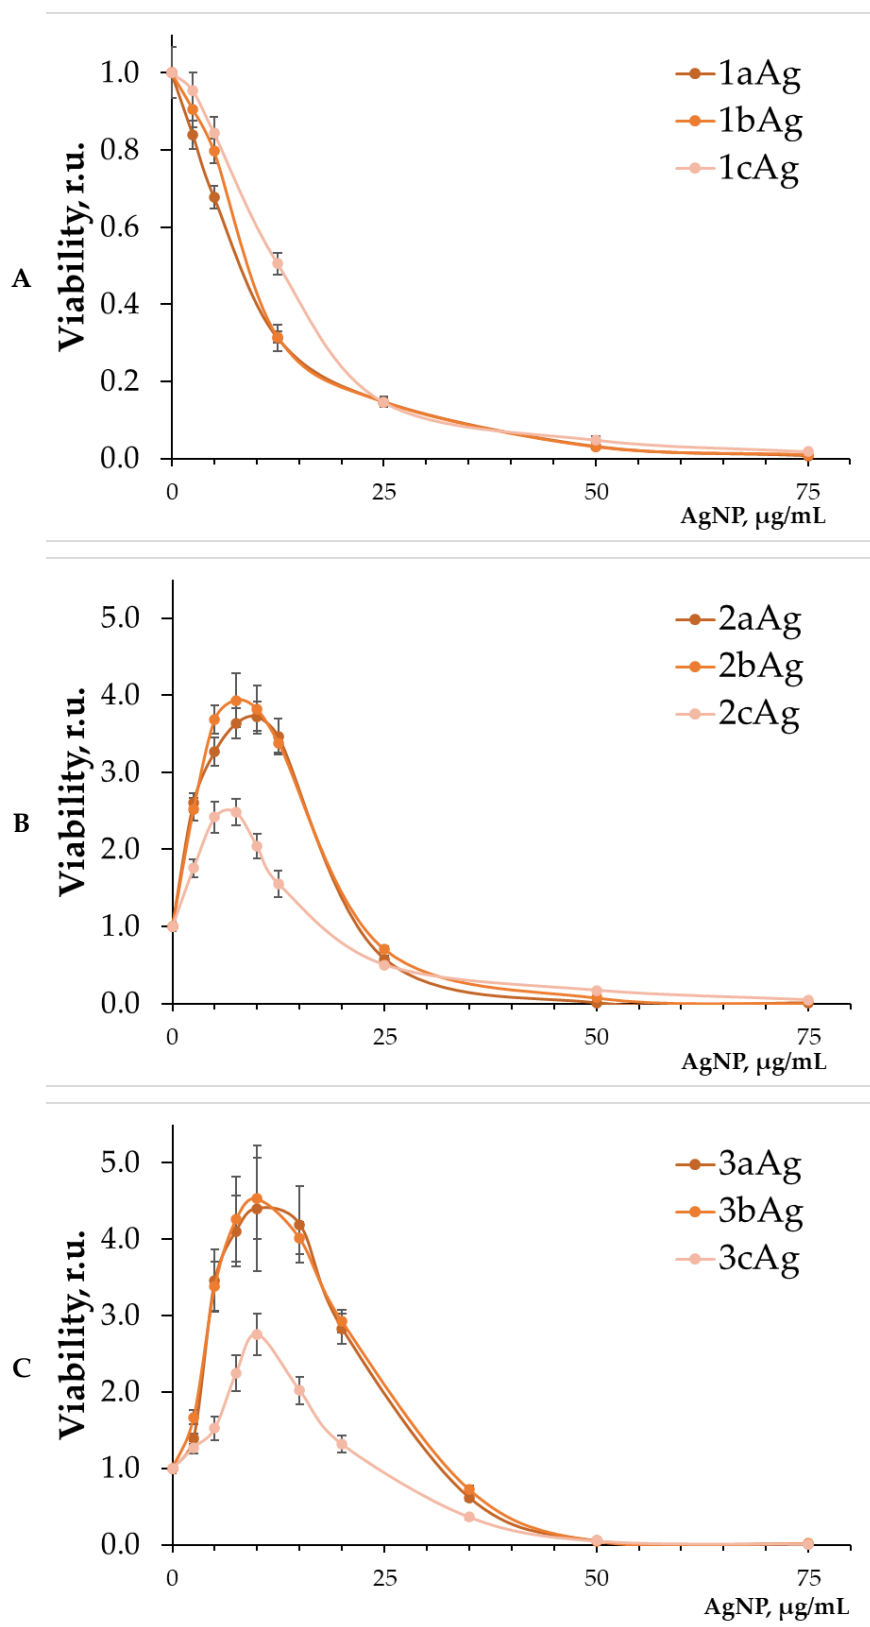 A
Viability, r.u.
1.0
0.8
0.6
0.4
0.2
0.0
0
25
50
75
AgNP, μg/mL
1aAg
1bAg
1cAg
B
Viability, r.u.
5.0
4.0
3.0
2.0
1.0
0.0
0
25
50
75
AgNP, μg/mL
2aAg
2bAg
2cAg
C
Viability, r.u.
5.0
4.0
3.0
2.0
1.0
0.0
0
25
50
75
AgNP, μg/mL
3aAg
3bAg
3cAg